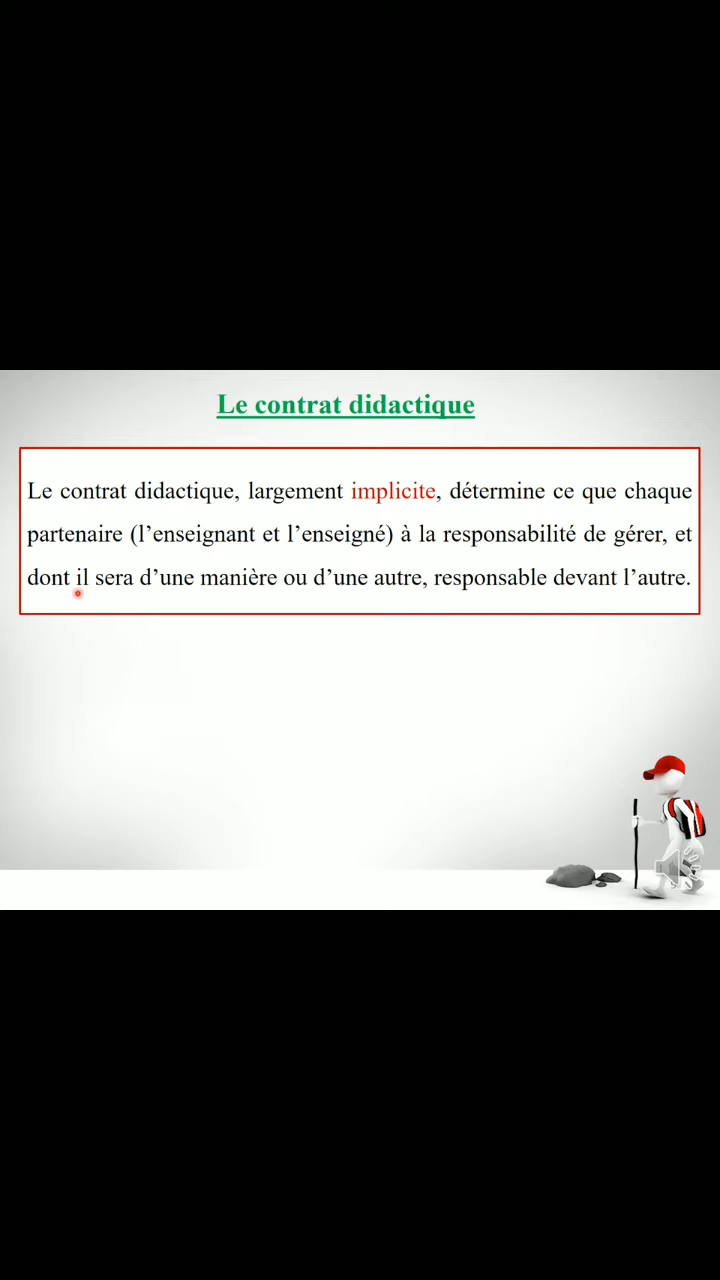 Le contrat didactique
Le contrat didactique, largement implicite, détermine ce que chaque
partenaire (l’enseignant et l’enseigné) à la responsabilité de gérer, et
dont il sera d’une manière ou d’une autre, responsable devant l’autre.